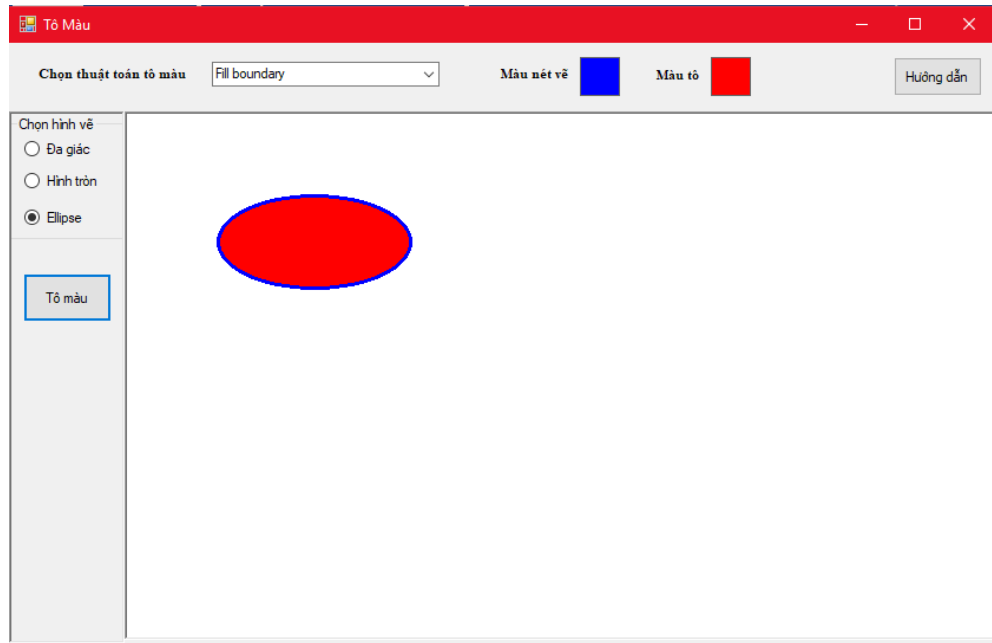 Tô Màu
Chọn thuật toán tô màu
Fill boundary
Màu nét vẽ
Màu tô
Hướng dẫn
Chọn hình vẽ
Đa giác
Hình tròn
Ellipse
Tô màu